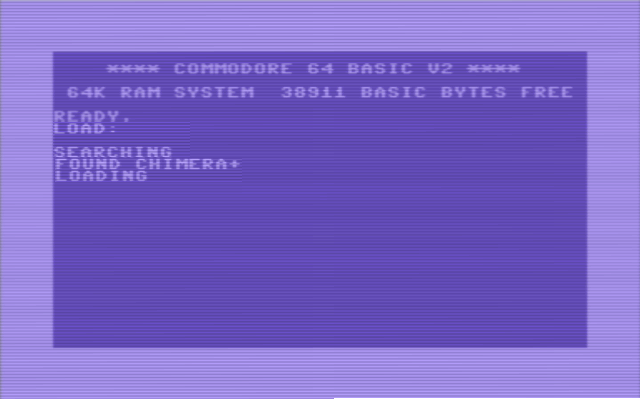 **** COMMODORE 64 BASIC V2 ****
64K RAM SYSTEM 38911 BASIC BYTES FREE
READY.
LOAD:
SEARCHING
FOUND CHIMERA+
LOADING